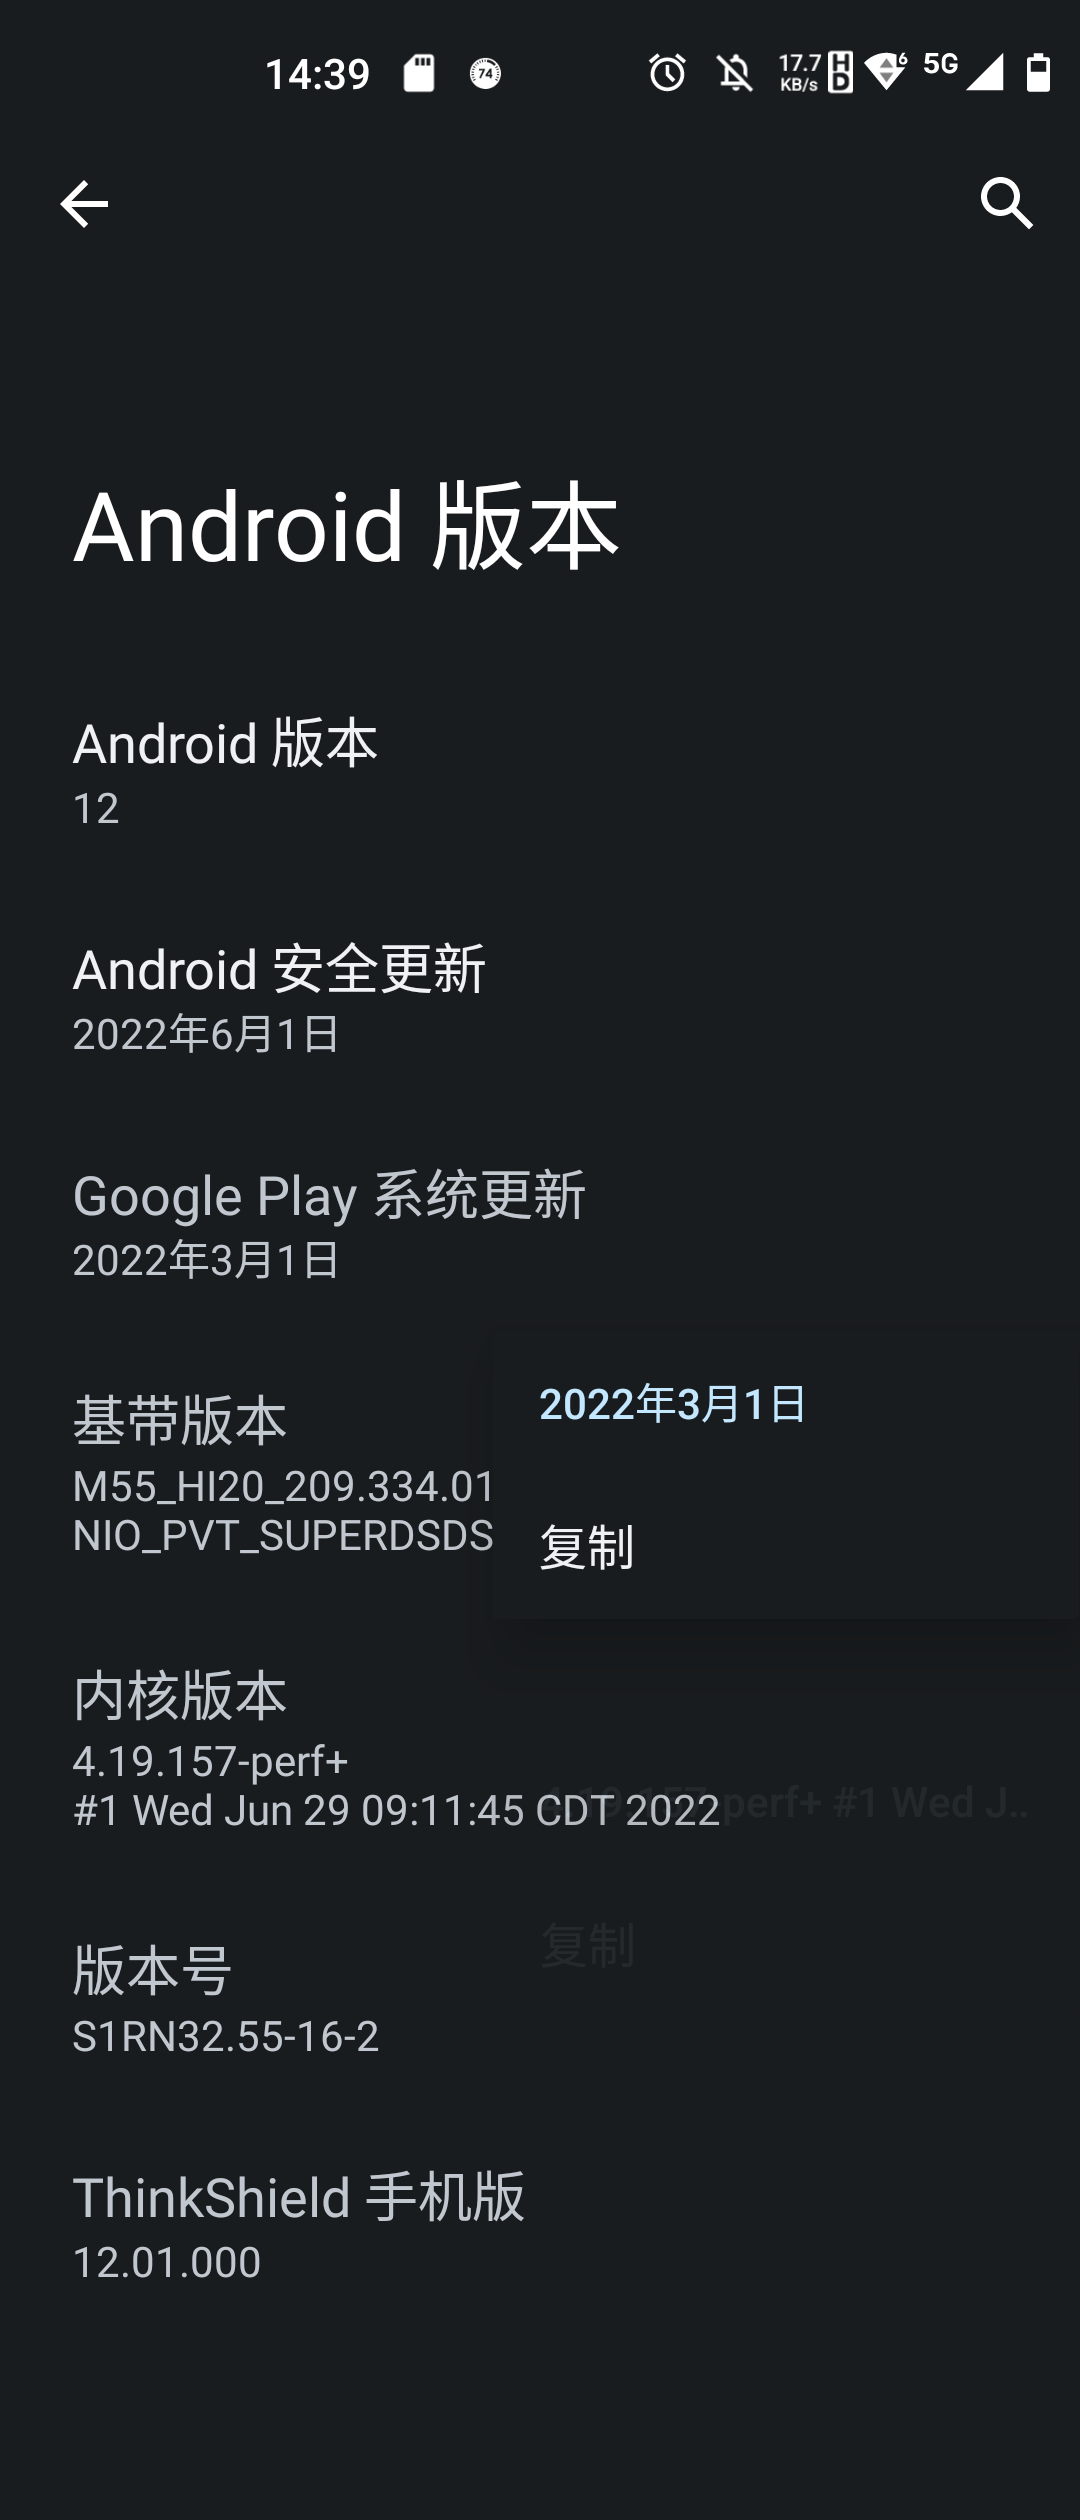 14:39 74 17.7 KB/s HD 6 5G
Android 版本
Android 版本
12
Android 安全更新
2022年6月1日
Google Play 系统更新
2022年3月1日
2022年3月1日
复制
基带版本
M55_HI20_209.334.01
NIO_PVT_SUPERDSDS
内核版本
4.19.157-perf+
#1 Wed Jun 29 09:11:45 CDT 2022
4.19.157-perf+ #1 Wed J..
复制
版本号
S1RN32.55-16-2
ThinkShield 手机版
12.01.000